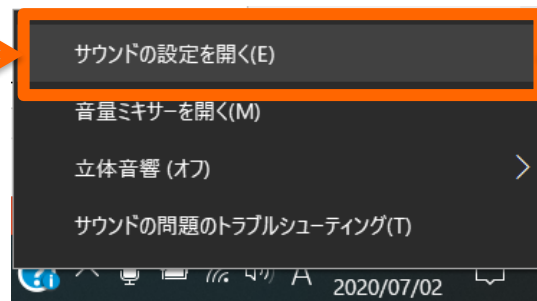 サウンドの設定を開く(E)
音量ミキサーを開く(M)
立体音響 (オフ)
サウンドの問題のトラブルシューティング(T)
A
2020/07/02